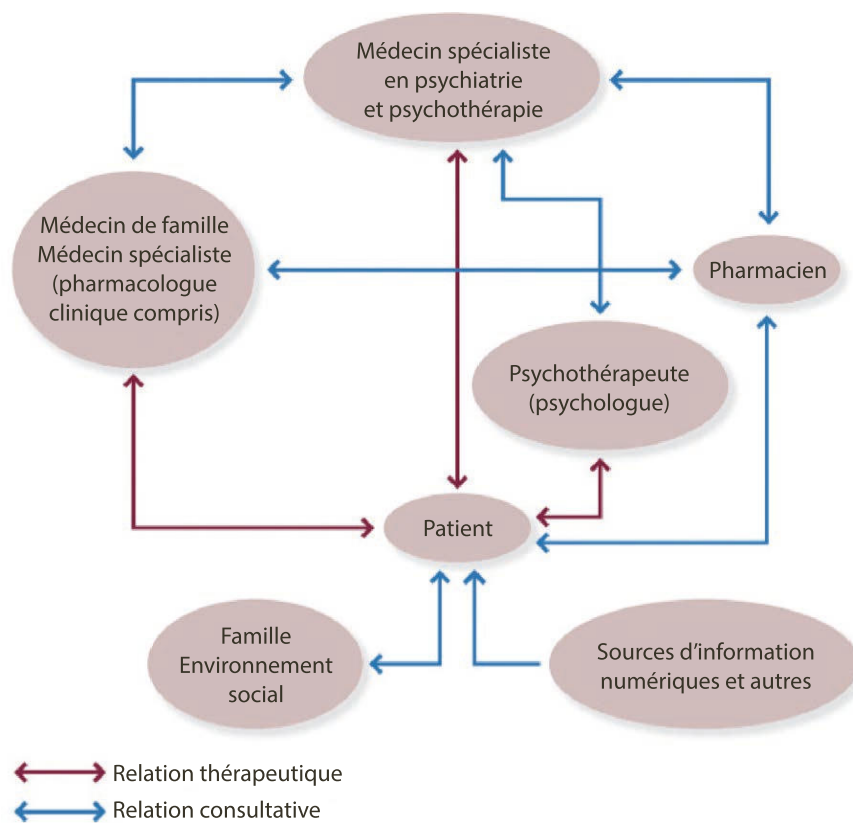 Médecin spécialiste
en psychiatrie
et psychothérapie
Médecin de famille
Médecin spécialiste
(pharmacologue
clinique compris)
Pharmacien
Psychothérapeute
(psychologue)
Patient
Famille
Environnement
social
Sources d’information
numériques et autres
Relation thérapeutique
Relation consultative